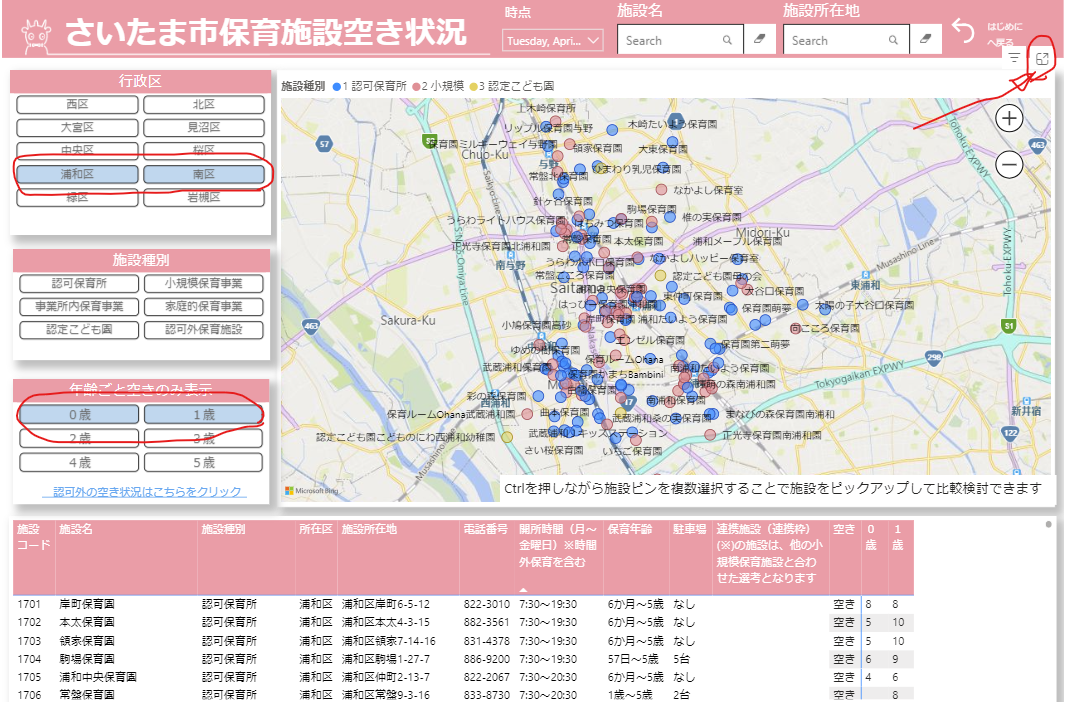 さいたま市保育施設空き状況
時点
Tuesday, Apri...
施設名
Search
施設所在地
Search
はじめに
へ戻る
行政区
西区 北区
大宮区 見沼区
中央区 桜区
浦和区 南区
緑区 岩槻区
施設種別
認可保育所 小規模保育事業
事業所内保育事業 家庭的保育事業
認定こども園 認可外保育施設
年齢ごと空きのみ表示
0歳 1歳
2歳 3歳
4歳 5歳
認可外の空き状況はこちらをクリック
施設種別 1 認可保育所 2 小規模 3 認定こども園
上木崎保育所
リップル保育園与野
木崎たいよう保育園
57
保育園ミルキーウェイ与野園
領家保育園
大東保育園
Chuo-Ku
与野
ひまわり乳児保育園
常盤北保育園
なかよし保育室
針ヶ谷保育園
駒場保育園
うらわライトハウス保育園
椎の実保育園
Midori-Ku
正光寺保育園北浦和園
本太保育園
浦和メープル保育園
南与野
なかよしハッピー保育室
常盤こころ保育園
認定こども園母の会
Saitama
東仲町保育園
大谷口保育園
保育園萌夢
太陽の子大谷口保育園
東浦和
Musashino Line
Tohoku EXPWY
463
Sakura-Ku
463
小鳩保育園高砂
岸町保育園
浦和たいよう保育園
向こころ保育園
エンゼル保育園
保育園第二萌夢
ゆめの樹保育園
保育ルームOhana
武蔵浦和保育園
保育園かまちBambini
南浦和たいよう保育園
彩の森保育園
西浦和
南浦和保育園
保育ルームOhana武蔵浦和園
曲本保育園
武蔵浦和桑の実保育園
まなびの森保育園南浦和
認定こども園こどものにわ西浦和幼稚園
武蔵浦和Jキッズステーション
正光寺保育園南浦和園
さい桜保育園
いちご保育園
Tokyogaikan EXPWY
298
S1
新井宿
122
Microsoft Bing
Ctrlを押しながら施設ピンを複数選択することで施設をピックアップして比較検討できます
施設コード 施設名 施設種別 所在区 施設所在地 電話番号 開所時間（月～金曜日）※時間外保育を含む 保育年齢 駐車場 連携施設（連携枠）(※)の施設は、他の小規模保育施設と合わせた選考となります 空き 0歳 1歳
1701 岸町保育園 認可保育所 浦和区 浦和区岸町6-5-12 822-3010 7:30～19:30 6か月～5歳 なし 空き 8 8
1702 本太保育園 認可保育所 浦和区 浦和区本太4-3-15 882-3561 7:30～19:30 6か月～5歳 なし 空き 5 10
1703 領家保育園 認可保育所 浦和区 浦和区領家7-14-16 831-4378 7:30～19:30 6か月～5歳 なし 空き 5 10
1704 駒場保育園 認可保育所 浦和区 浦和区駒場1-27-7 886-9200 7:30～19:30 57日～5歳 5台 空き 6 9
1705 浦和中央保育園 認可保育所 浦和区 浦和区仲町2-13-7 822-2067 7:30～20:30 6か月～5歳 なし 空き 4 6
1706 常盤保育園 認可保育所 浦和区 浦和区常盤9-3-16 833-8730 7:30～20:30 1歳～5歳 2台 空き 8